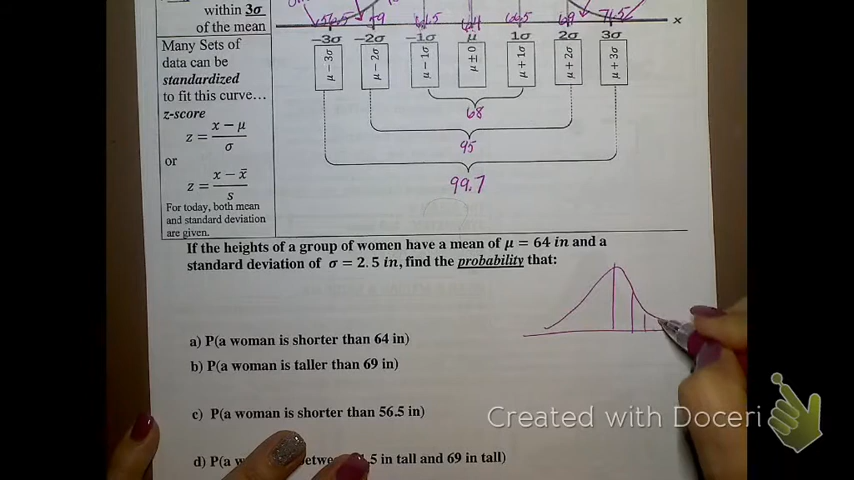 within 3σ
of the mean
Many Sets of
data can be
standardized
to fit this curve…
z-score
z = (x − μ)/σ
or
z = (x − x̄)/s
For today, both mean
and standard deviation
are given.
56.5 59 64 66.5 69
x
−3σ −2σ −1σ μ 1σ 2σ 3σ
μ − 3σ μ − 2σ μ − 1σ μ ± 0 μ + 1σ μ + 2σ μ + 3σ
68
95
99.7
If the heights of a group of women have a mean of μ = 64 in and a
standard deviation of σ = 2.5 in, find the probability that:
a) P(a woman is shorter than 64 in)
b) P(a woman is taller than 69 in)
c) P(a woman is shorter than 56.5 in)
d) P(a .5 in tall and 69 in tall)
Created with Doceri